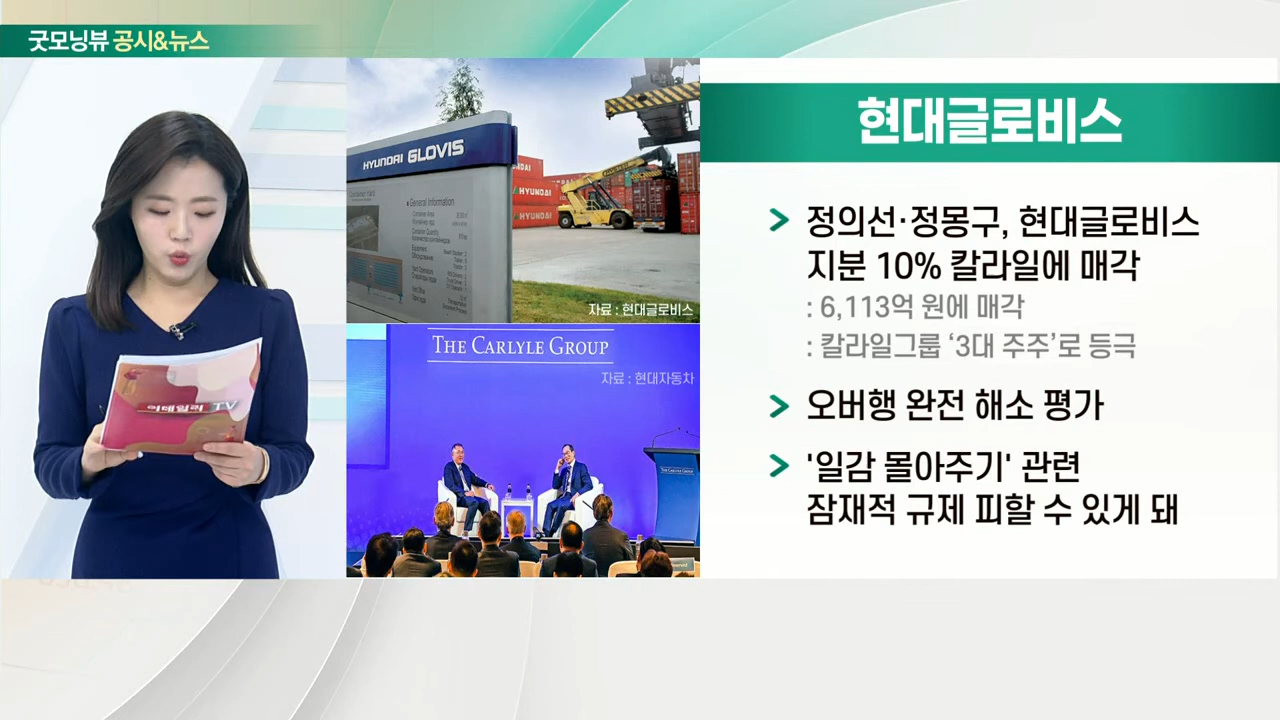 굿모닝뷰 공시&뉴스
HYUNDAI GLOVIS
General Information
HYUNDAI
HYUNDAI
자료 : 현대글로비스
THE CARLYLE GROUP
자료 : 현대자동차
THE CARLYLE GROUP
이데일리 TV
현대글로비스
정의선·정몽구, 현대글로비스
지분 10% 칼라일에 매각
: 6,113억 원에 매각
: 칼라일그룹 ‘3대 주주’로 등극
오버행 완전 해소 평가
'일감 몰아주기' 관련
잠재적 규제 피할 수 있게 돼